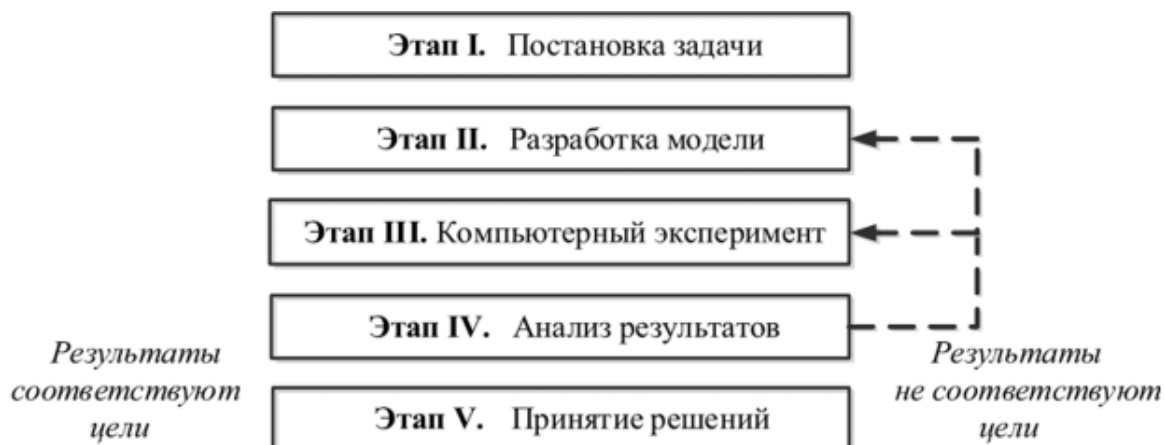 Этап I. Постановка задачи
Этап II. Разработка модели
Этап III. Компьютерный эксперимент
Этап IV. Анализ результатов
Результаты
соответствуют
цели
Результаты
не соответствуют
цели
Этап V. Принятие решений